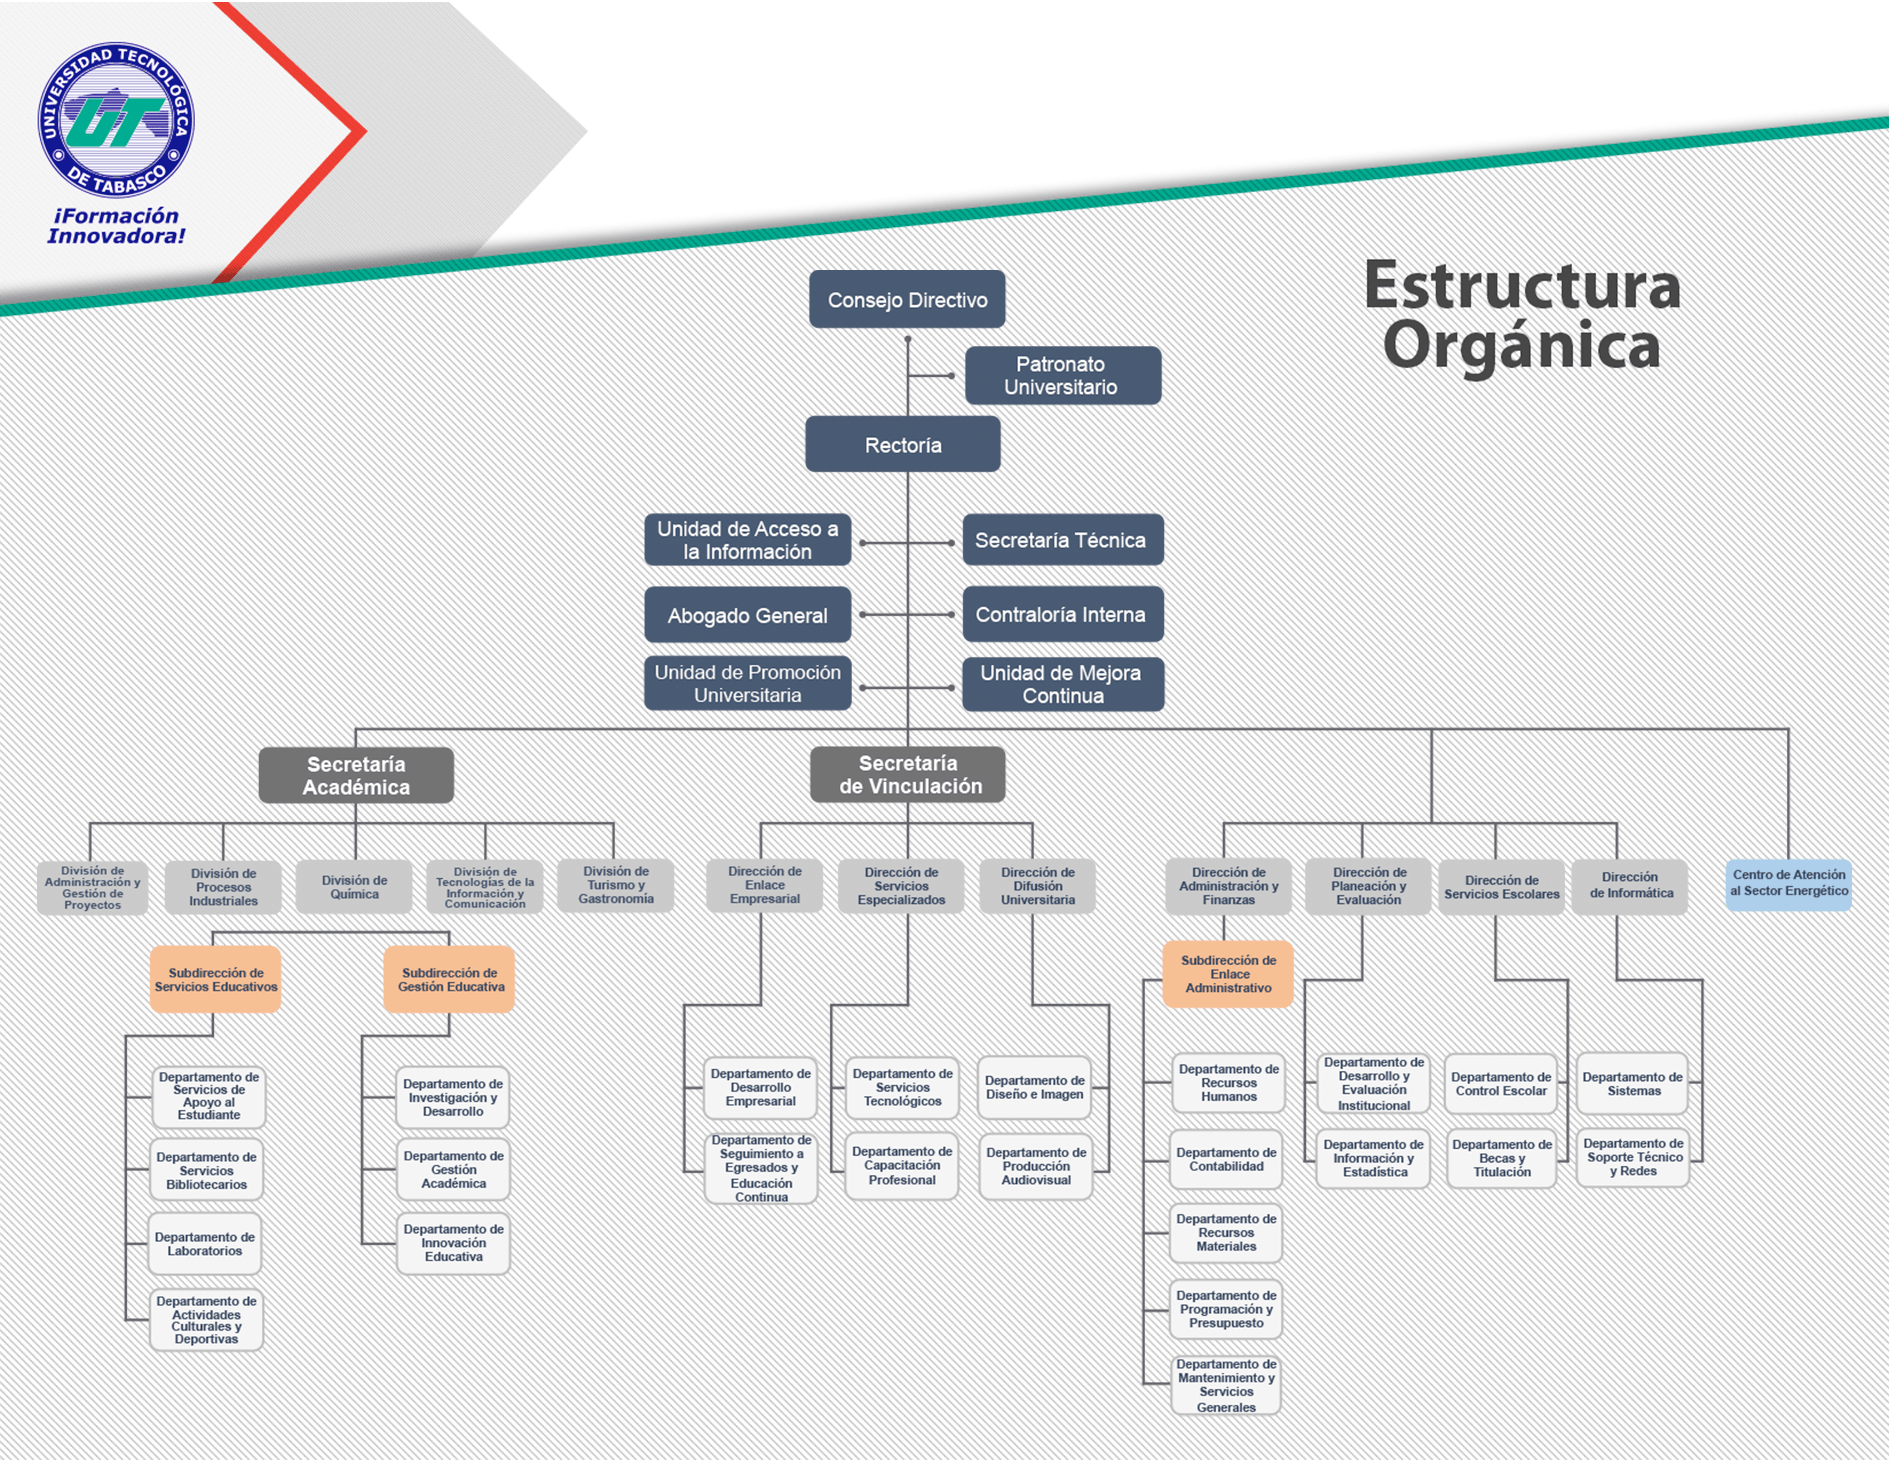 UNIVERSIDAD TECNOLÓGICA
DE TABASCO
UT
¡Formación
Innovadora!
Estructura
Orgánica
Consejo Directivo
Patronato
Universitario
Rectoría
Unidad de Acceso a
la Información
Secretaría Técnica
Abogado General
Contraloría Interna
Unidad de Promoción
Universitaria
Unidad de Mejora
Continua
Secretaría
Académica
Secretaría
de Vinculación
División de
Administración y
Gestión de
Proyectos
División de
Procesos
Industriales
División de
Química
División de
Tecnologías de la
Información y
Comunicación
División de
Turismo y
Gastronomía
Dirección de
Enlace
Empresarial
Dirección de
Servicios
Especializados
Dirección de
Difusión
Universitaria
Dirección de
Administración y
Finanzas
Dirección de
Planeación y
Evaluación
Dirección de
Servicios Escolares
Dirección
de Informática
Centro de Atención
al Sector Energético
Subdirección de
Servicios Educativos
Subdirección de
Gestión Educativa
Subdirección de
Enlace
Administrativo
Departamento de
Servicios de
Apoyo al
Estudiante
Departamento de
Servicios
Bibliotecarios
Departamento de
Laboratorios
Departamento de
Actividades
Culturales y
Deportivas
Departamento de
Investigación y
Desarrollo
Departamento de
Gestión
Académica
Departamento de
Innovación
Educativa
Departamento de
Desarrollo
Empresarial
Departamento de
Seguimiento a
Egresados y
Educación
Continua
Departamento de
Servicios
Tecnológicos
Departamento de
Capacitación
Profesional
Departamento de
Diseño e Imagen
Departamento de
Producción
Audiovisual
Departamento de
Recursos
Humanos
Departamento de
Contabilidad
Departamento de
Recursos
Materiales
Departamento de
Programación y
Presupuesto
Departamento de
Mantenimiento y
Servicios
Generales
Departamento de
Desarrollo y
Evaluación
Institucional
Departamento de
Información y
Estadística
Departamento de
Control Escolar
Departamento de
Becas y
Titulación
Departamento de
Sistemas
Departamento de
Soporte Técnico
y Redes